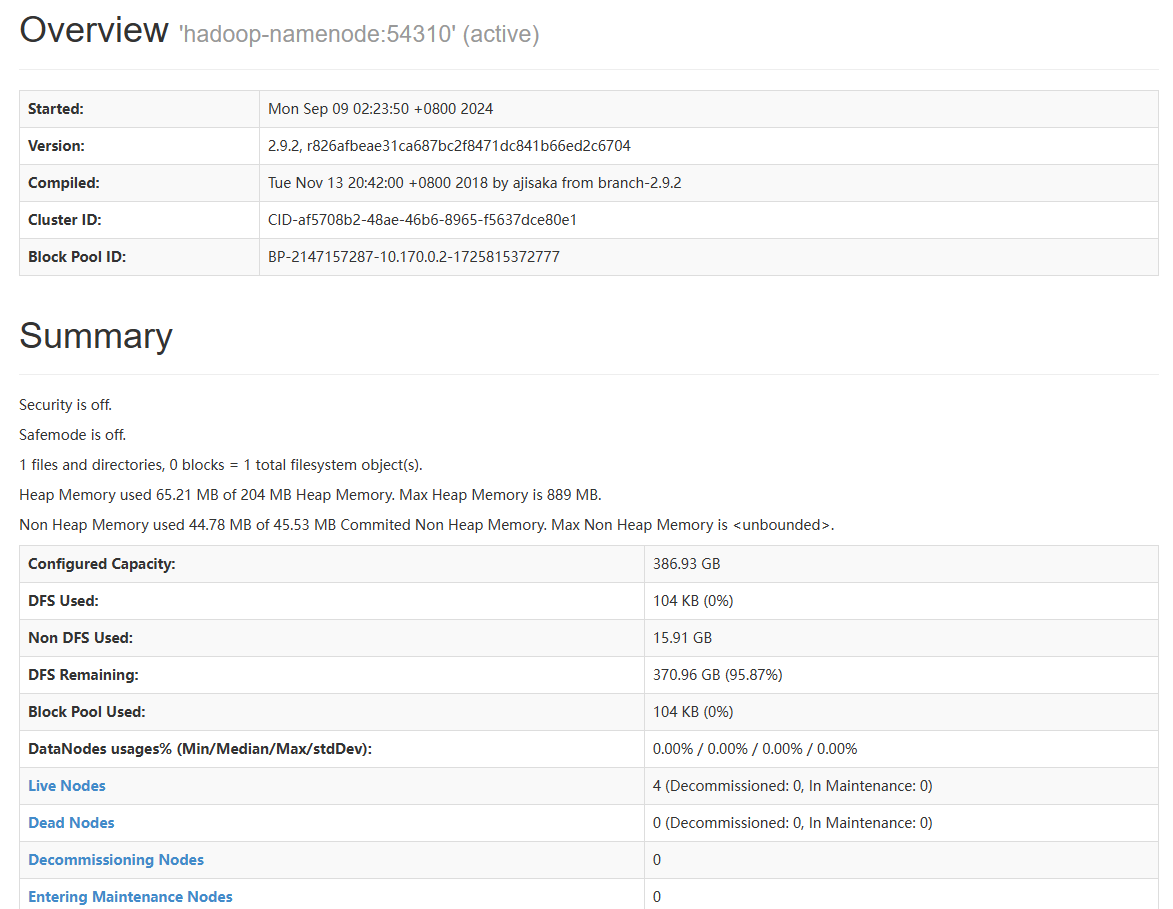 Overview 'hadoop-namenode:54310' (active)
Started: Mon Sep 09 02:23:50 +0800 2024
Version: 2.9.2, r826afbeae31ca687bc2f8471dc841b66ed2c6704
Compiled: Tue Nov 13 20:42:00 +0800 2018 by ajisaka from branch-2.9.2
Cluster ID: CID-af5708b2-48ae-46b6-8965-f5637dce80e1
Block Pool ID: BP-2147157287-10.170.0.2-1725815372777
Summary
Security is off.
Safemode is off.
1 files and directories, 0 blocks = 1 total filesystem object(s).
Heap Memory used 65.21 MB of 204 MB Heap Memory. Max Heap Memory is 889 MB.
Non Heap Memory used 44.78 MB of 45.53 MB Commited Non Heap Memory. Max Non Heap Memory is <unbounded>.
Configured Capacity: 386.93 GB
DFS Used: 104 KB (0%)
Non DFS Used: 15.91 GB
DFS Remaining: 370.96 GB (95.87%)
Block Pool Used: 104 KB (0%)
DataNodes usages% (Min/Median/Max/stdDev): 0.00% / 0.00% / 0.00% / 0.00%
Live Nodes 4 (Decommissioned: 0, In Maintenance: 0)
Dead Nodes 0 (Decommissioned: 0, In Maintenance: 0)
Decommissioning Nodes 0
Entering Maintenance Nodes 0